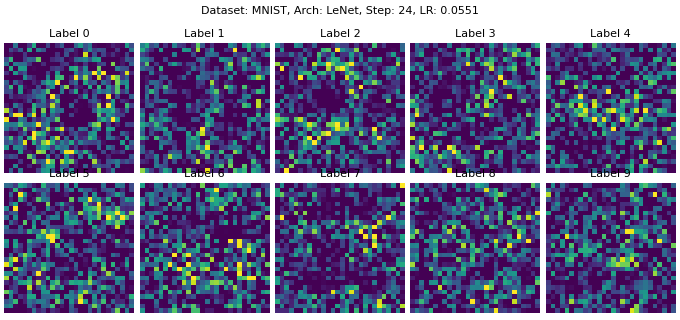 Dataset: MNIST, Arch: LeNet, Step: 24, LR: 0.0551
Label 0 Label 1 Label 2 Label 3 Label 4
Label 5 Label 6 Label 7 Label 8 Label 9